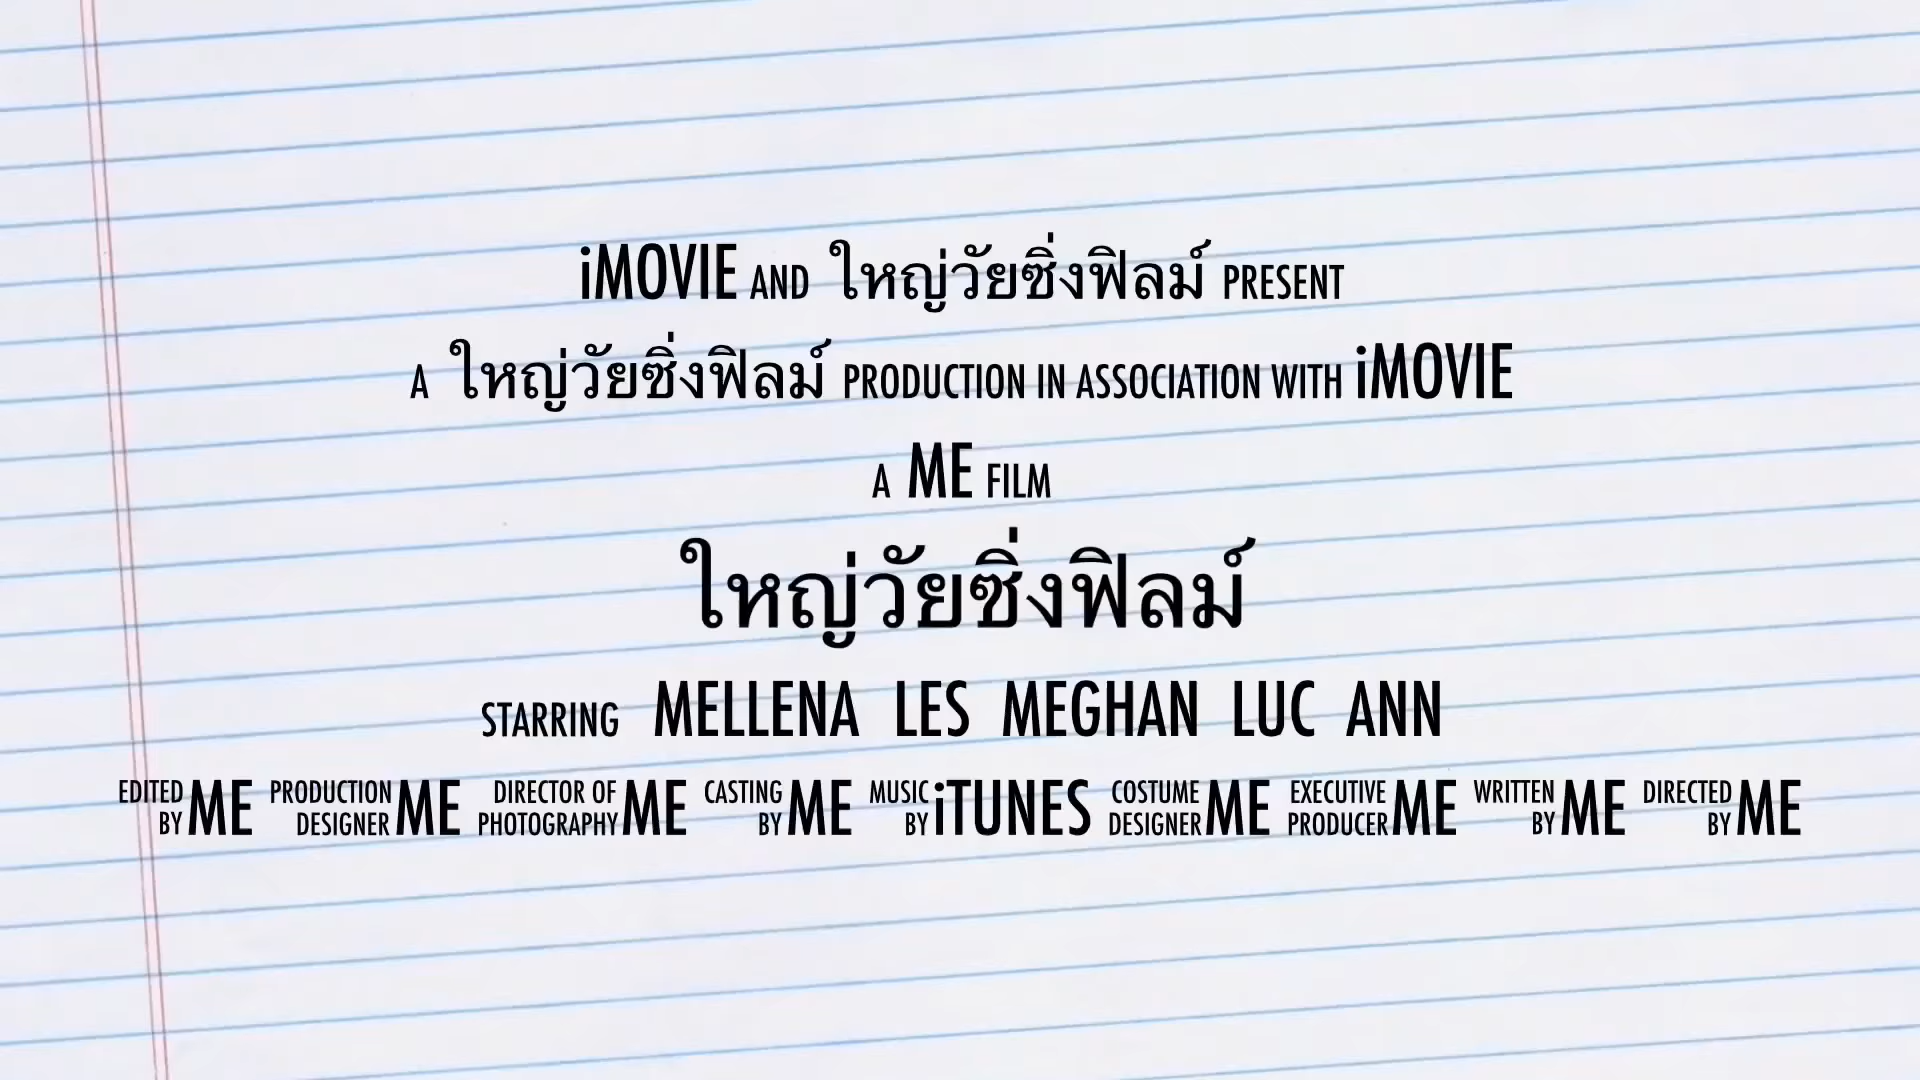 iMOVIE AND ใหญ่วัยซิ่งฟิลม์ PRESENT
A ใหญ่วัยซิ่งฟิลม์ PRODUCTION IN ASSOCIATION WITH iMOVIE
A ME FILM
ใหญ่วัยซิ่งฟิลม์
STARRING MELLENA LES MEGHAN LUC ANN
EDITED BY ME PRODUCTION DESIGNER ME DIRECTOR OF PHOTOGRAPHY ME CASTING BY ME MUSIC BY iTUNES COSTUME DESIGNER ME EXECUTIVE PRODUCER ME WRITTEN BY ME DIRECTED BY ME